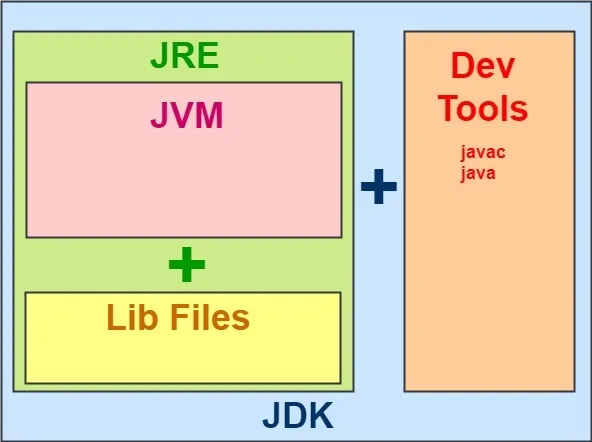 JRE
JVM
+
Lib Files
+
Dev
Tools
javac
java
JDK